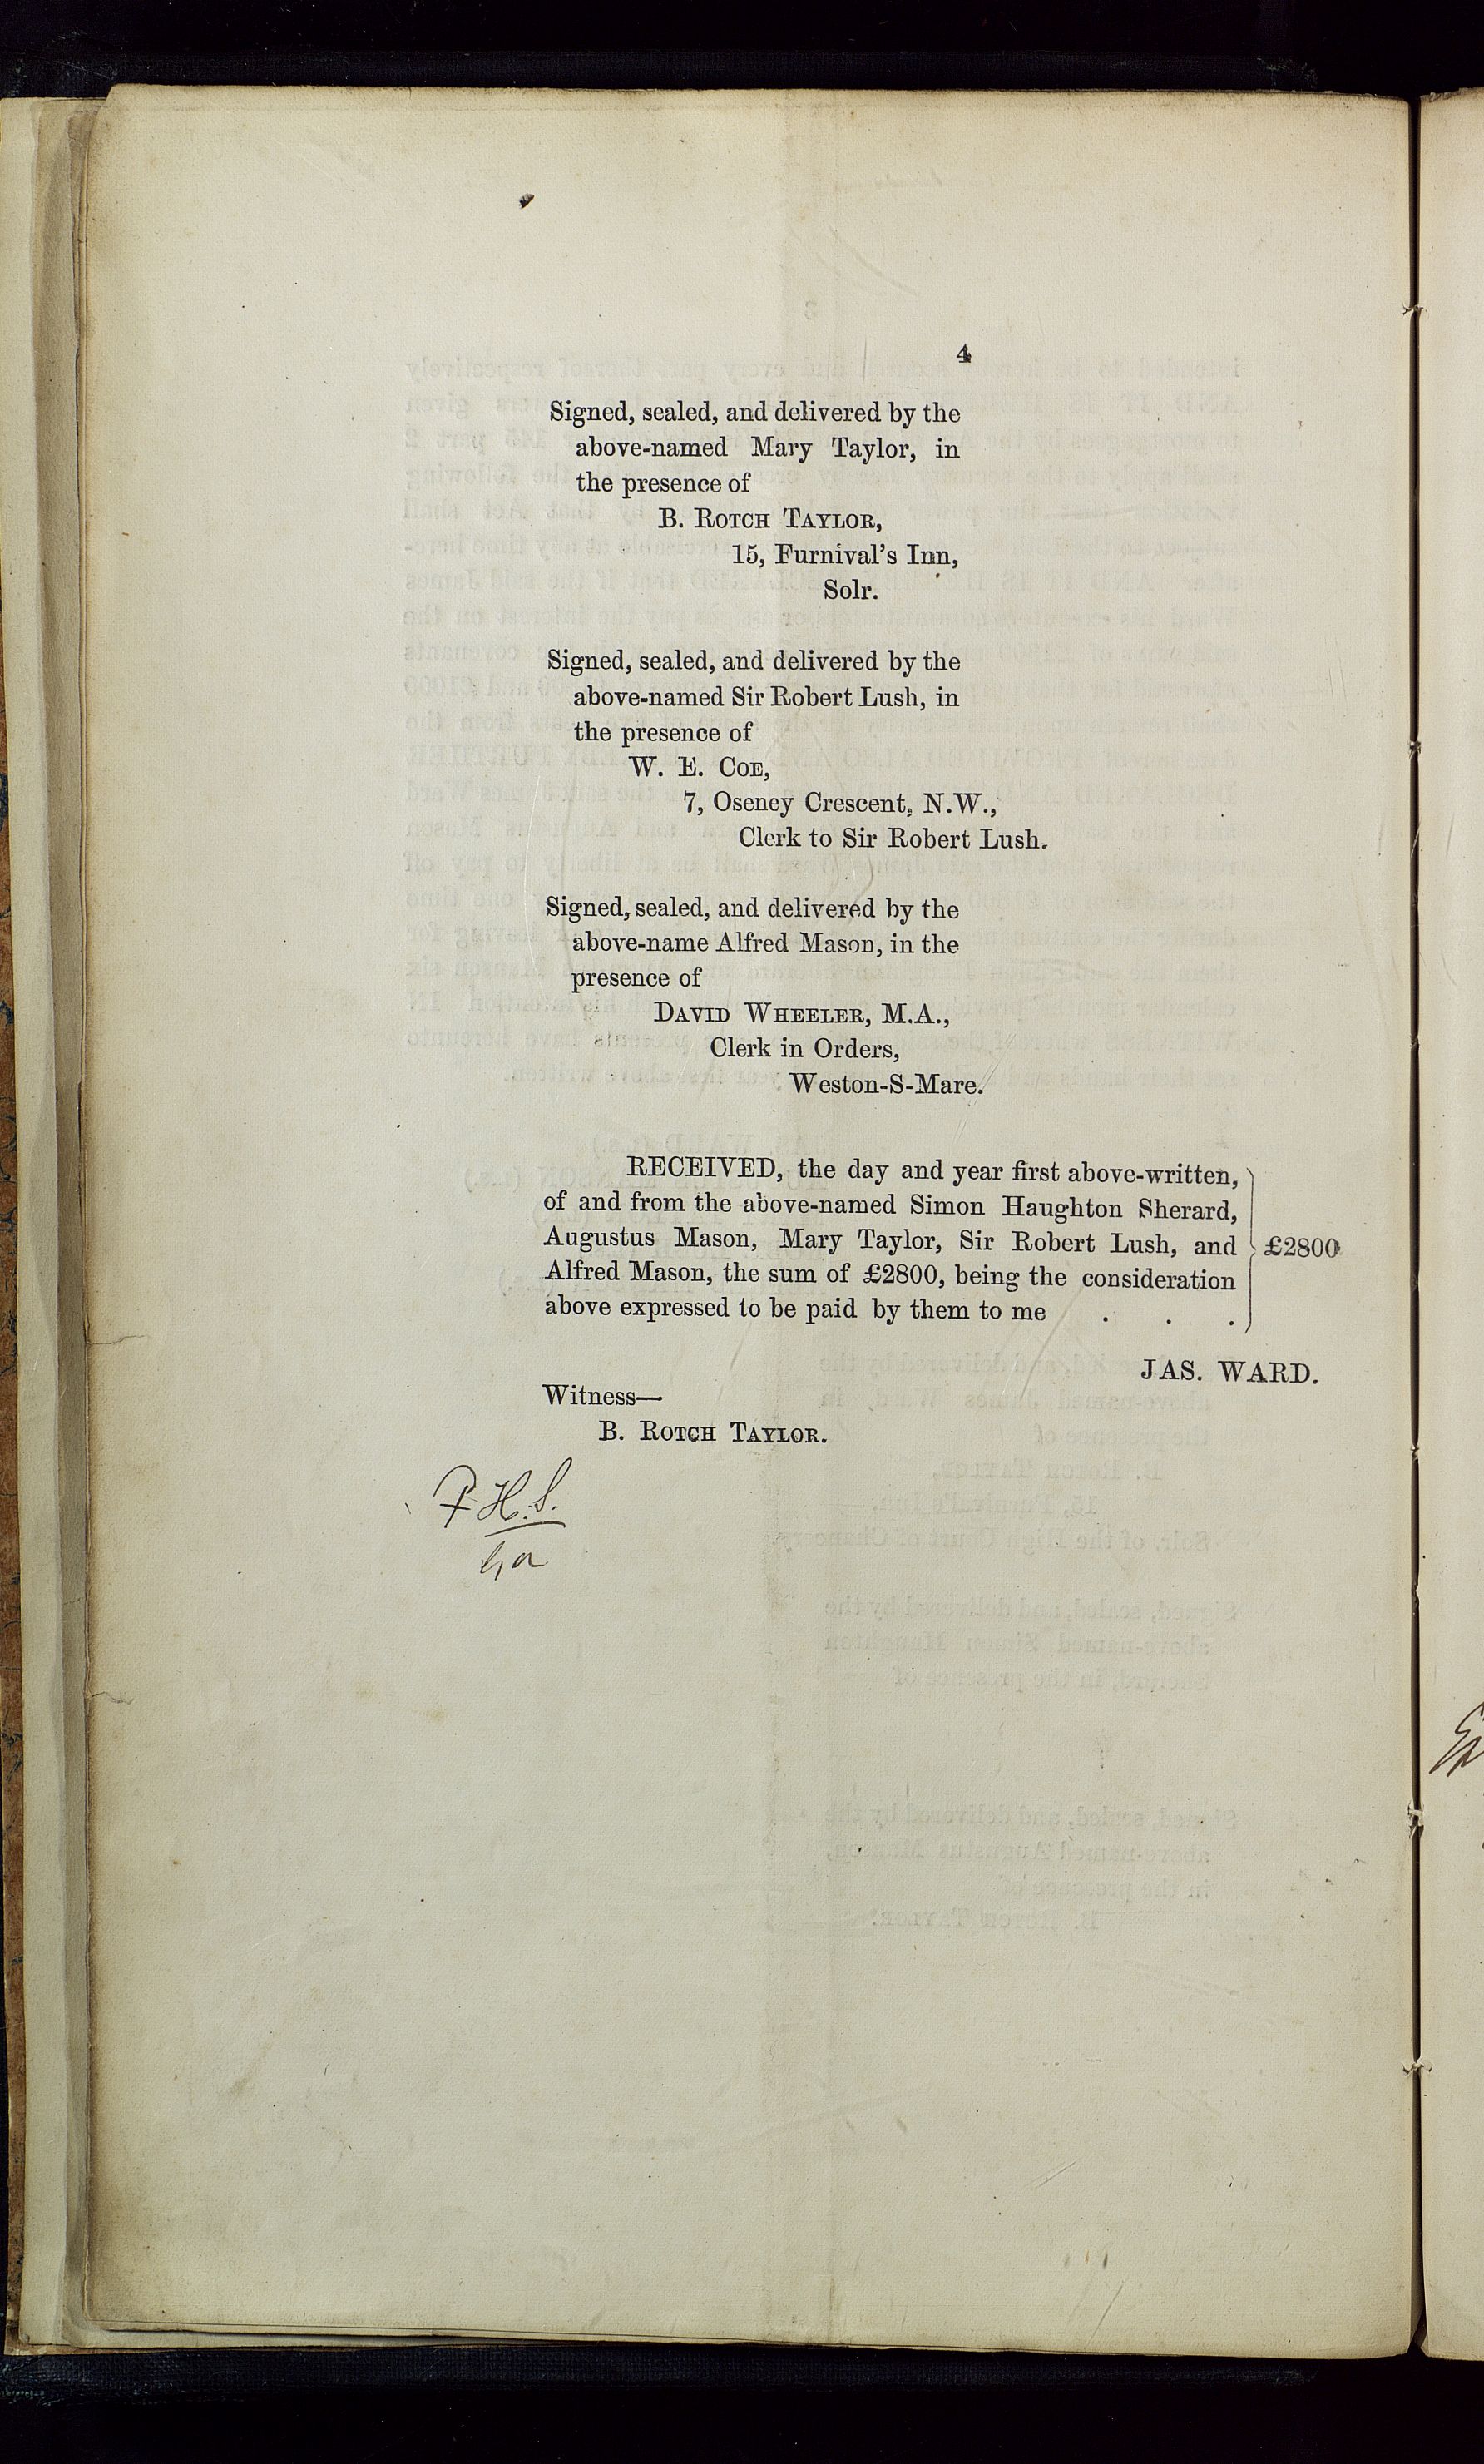 4
Signed, sealed, and delivered by the
above-named Mary Taylor, in
the presence of
B. ROTCH TAYLOR,
15, Furnival's Inn,
Solr.
Signed, sealed, and delivered by the
above-named Sir Robert Lush, in
the presence of
W. E. COE,
7, Oseney Crescent, N.W.,
Clerk to Sir Robert Lush.
Signed, sealed, and delivered by the
above-name Alfred Mason, in the
presence of
DAVID WHEELER, M.A.,
Clerk in Orders,
Weston-S-Mare.
RECEIVED, the day and year first above-written,
of and from the above-named Simon Haughton Sherard,
Augustus Mason, Mary Taylor, Sir Robert Lush, and £2800
Alfred Mason, the sum of £2800, being the consideration
above expressed to be paid by them to me . . .
JAS. WARD.
Witness—
B. ROTCH TAYLOR.
H.S.